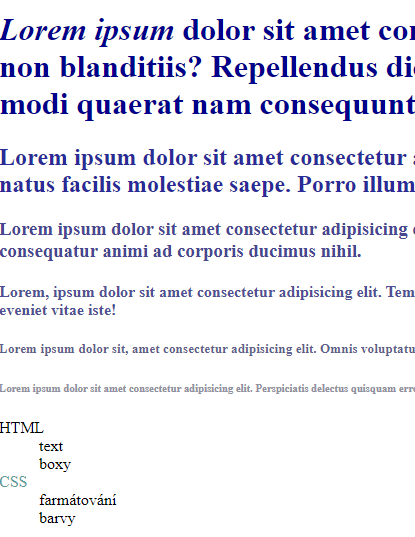 Lorem ipsum dolor sit amet con
non blanditiis? Repellendus di
modi quaerat nam consequunt
Lorem ipsum dolor sit amet consectetur a
natus facilis molestiae saepe. Porro illum
Lorem ipsum dolor sit amet consectetur adipisicing e
consequatur animi ad corporis ducimus nihil.
Lorem, ipsum dolor sit amet consectetur adipisicing elit. Tem
eveniet vitae iste!
Lorem ipsum dolor sit, amet consectetur adipisicing elit. Omnis voluptatu
Lorem ipsum dolor sit amet consectetur adipisicing elit. Perspiciatis delectus quisquam erro
HTML
text
boxy
CSS
farmátování
barvy